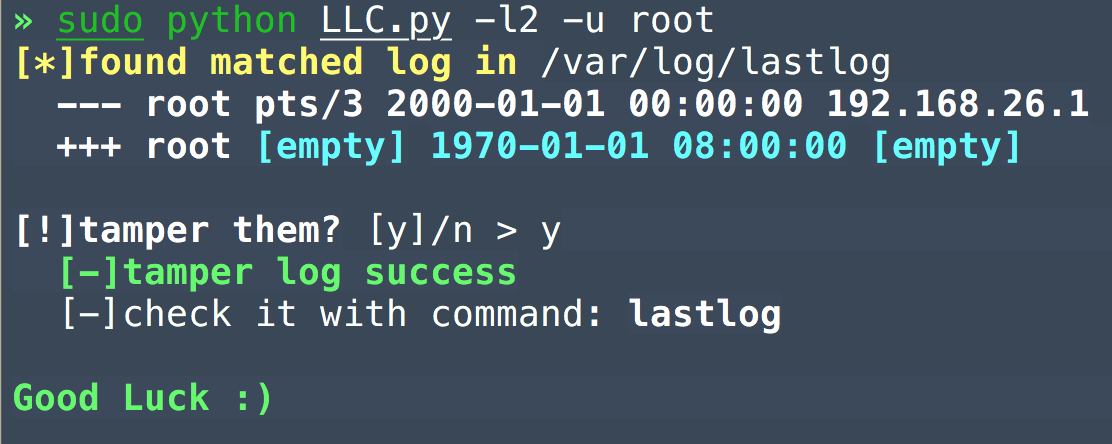 » sudo python LLC.py -l2 -u root
[*]found matched log in /var/log/lastlog
--- root pts/3 2000-01-01 00:00:00 192.168.26.1
+++ root [empty] 1970-01-01 08:00:00 [empty]
[!]tamper them? [y]/n > y
[-]tamper log success
[-]check it with command: lastlog
Good Luck :)